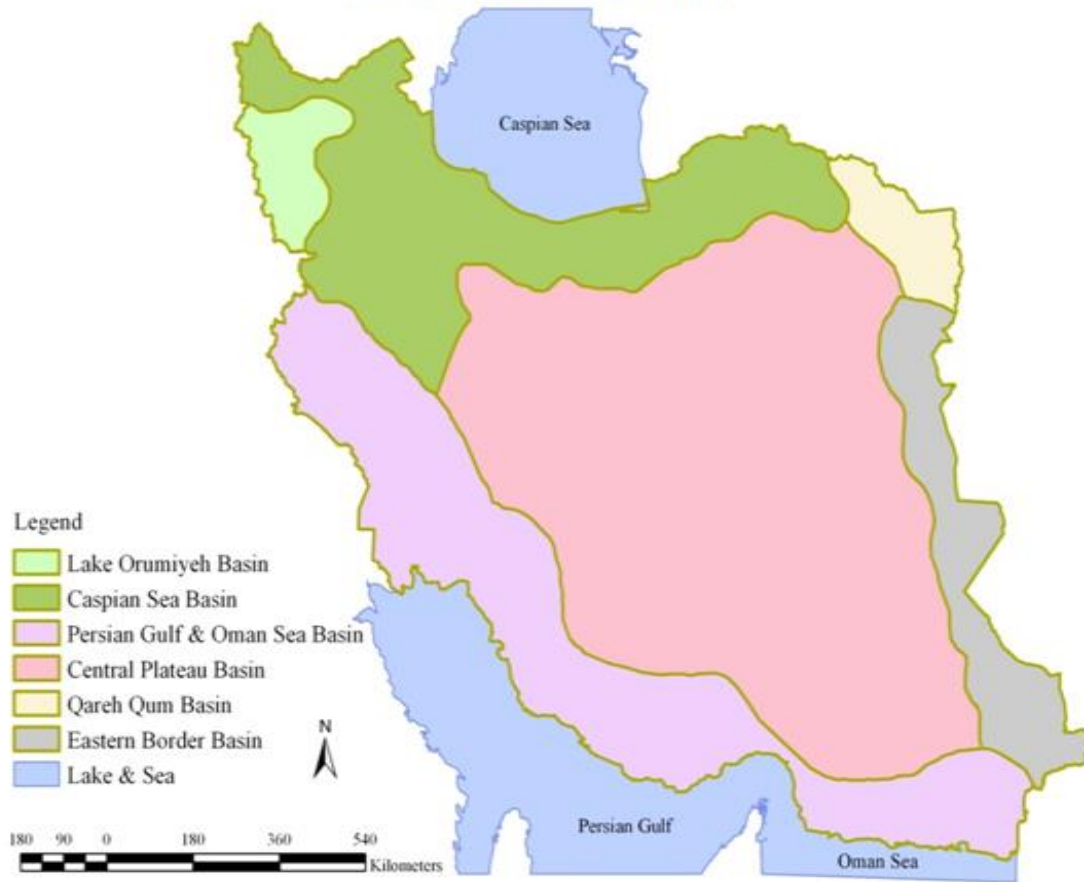 Caspian Sea
Legend
Lake Orumiyeh Basin
Caspian Sea Basin
Persian Gulf & Oman Sea Basin
Central Plateau Basin
Qareh Qum Basin
Eastern Border Basin
Lake & Sea
N
180 90 0 180 360 540
Kilometers
Persian Gulf
Oman Sea